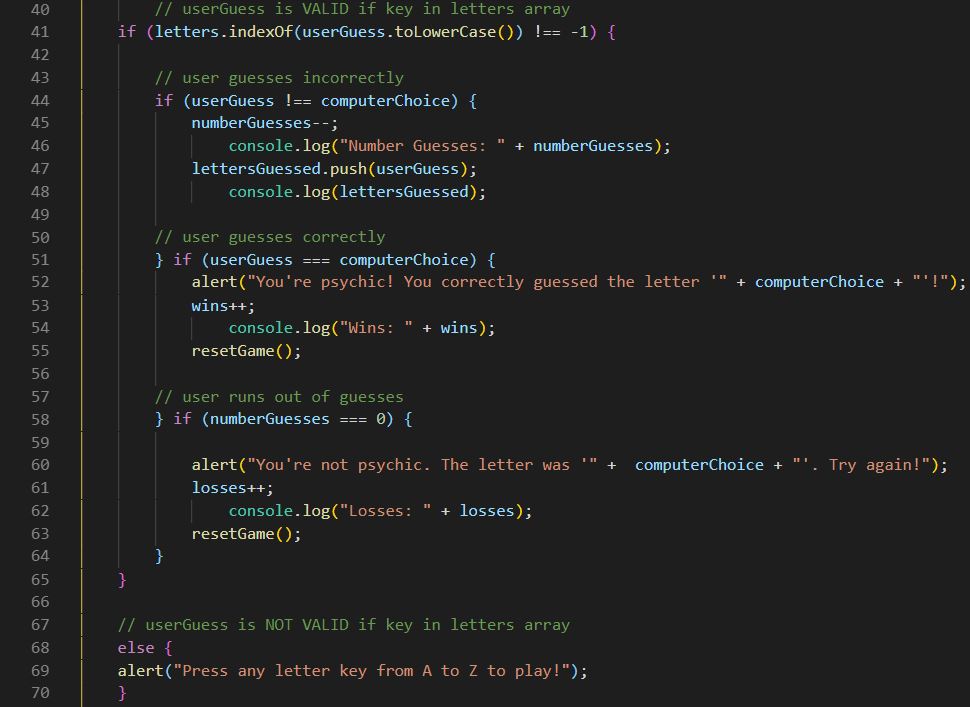 40 // userGuess is VALID if key in letters array
41 if (letters.indexOf(userGuess.toLowerCase()) !== -1) {
42
43 // user guesses incorrectly
44 if (userGuess !== computerChoice) {
45 numberGuesses--;
46 console.log("Number Guesses: " + numberGuesses);
47 lettersGuessed.push(userGuess);
48 console.log(lettersGuessed);
49
50 // user guesses correctly
51 } if (userGuess === computerChoice) {
52 alert("You're psychic! You correctly guessed the letter '" + computerChoice + "'!");
53 wins++;
54 console.log("Wins: " + wins);
55 resetGame();
56
57 // user runs out of guesses
58 } if (numberGuesses === 0) {
59
60 alert("You're not psychic. The letter was '" +  computerChoice + "'. Try again!");
61 losses++;
62 console.log("Losses: " + losses);
63 resetGame();
64 }
65 }
66
67 // userGuess is NOT VALID if key in letters array
68 else {
69 alert("Press any letter key from A to Z to play!");
70 }